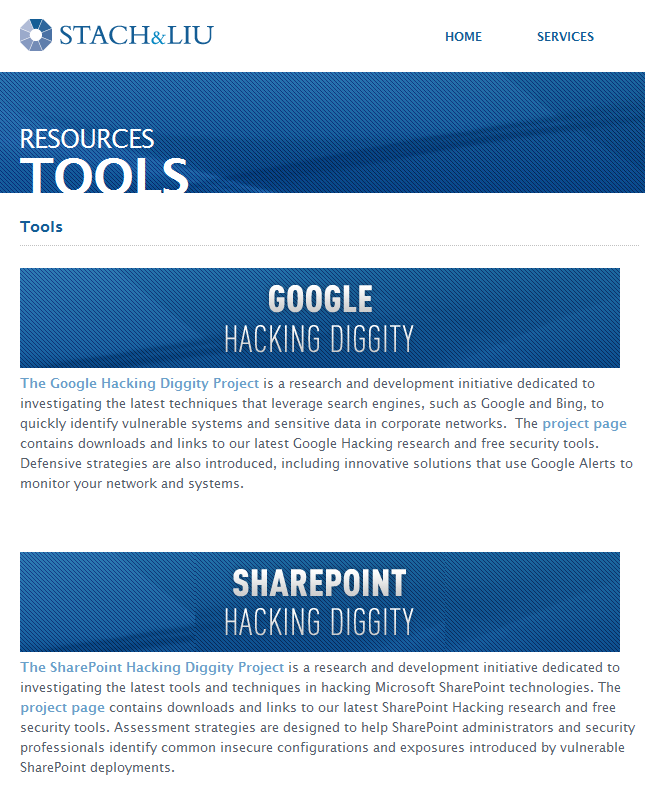 STACH&LIU
HOME SERVICES
RESOURCES
TOOLS
Tools
GOOGLE
HACKING DIGGITY
The Google Hacking Diggity Project is a research and development initiative dedicated to
investigating the latest techniques that leverage search engines, such as Google and Bing, to
quickly identify vulnerable systems and sensitive data in corporate networks.  The project page
contains downloads and links to our latest Google Hacking research and free security tools.
Defensive strategies are also introduced, including innovative solutions that use Google Alerts to
monitor your network and systems.
SHAREPOINT
HACKING DIGGITY
The SharePoint Hacking Diggity Project is a research and development initiative dedicated to
investigating the latest tools and techniques in hacking Microsoft SharePoint technologies. The
project page contains downloads and links to our latest SharePoint Hacking research and free
security tools. Assessment strategies are designed to help SharePoint administrators and security
professionals identify common insecure configurations and exposures introduced by vulnerable
SharePoint deployments.